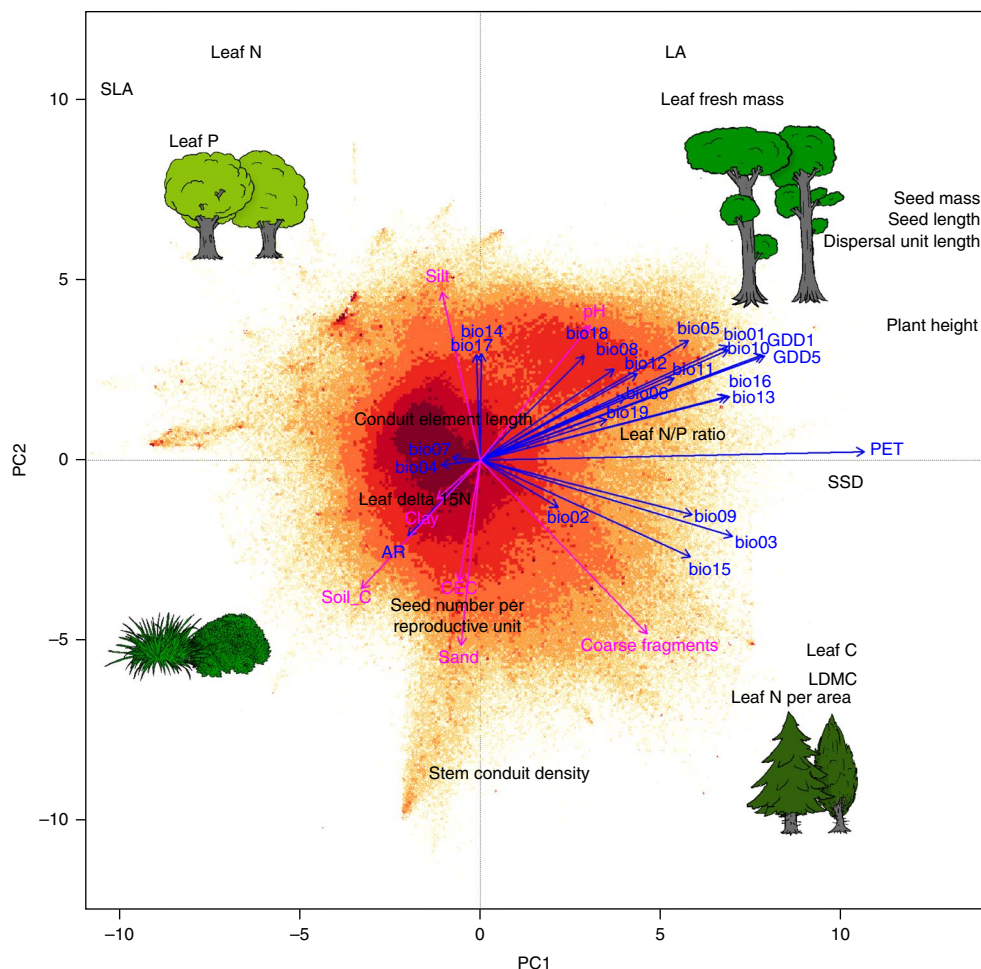 Leaf N
LA
SLA
Leaf fresh mass
Leaf P
Seed mass
Seed length
Dispersal unit length
Plant height
Silt
pH
bio14
bio17
bio18
bio08
bio05
bio01
bio10
GDD1
GDD5
bio12
bio11
bio06
bio16
bio13
bio19
Conduit element length
Leaf N/P ratio
bio07
bio04
PET
SSD
Leaf delta 15N
Clay
AR
bio02
bio09
bio03
bio15
Soil_C
CEC
Seed number per
reproductive unit
Sand
Coarse fragments
Leaf C
LDMC
Leaf N per area
Stem conduit density
10
5
0
−5
−10
PC2
−10
−5
0
5
10
PC1